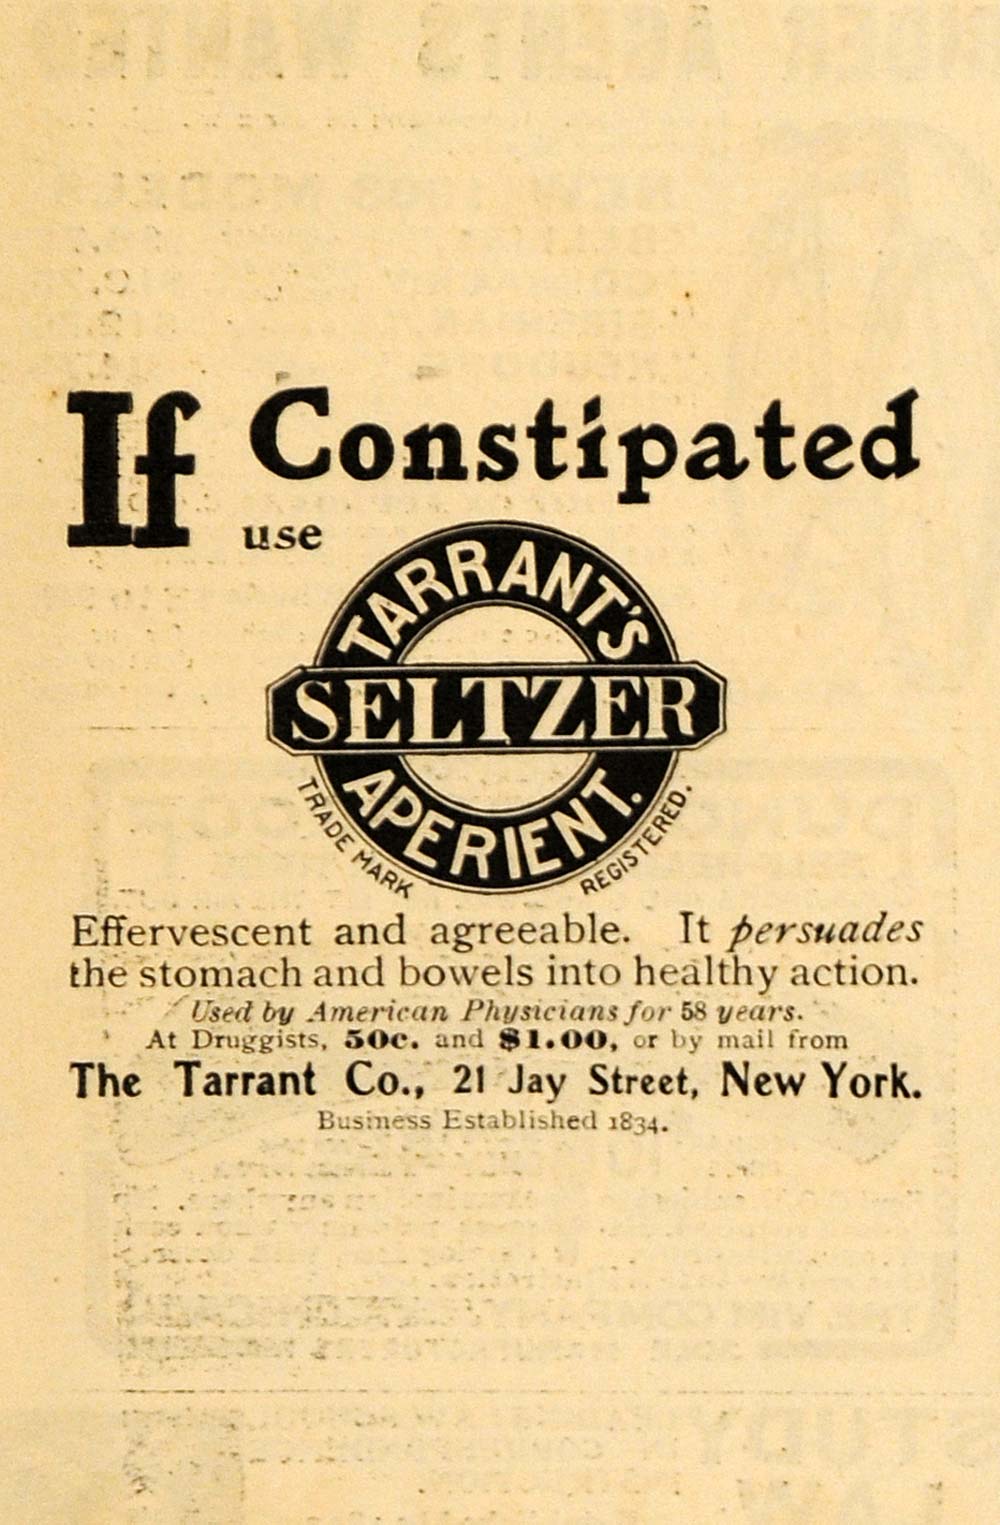 If Constipated
use
TARRANT'S
SELTZER
APERIENT.
TRADE MARK
REGISTERED.
Effervescent and agreeable. It persuades
the stomach and bowels into healthy action.
Used by American Physicians for 58 years.
At Druggists, 50c. and $1.00, or by mail from
The Tarrant Co., 21 Jay Street, New York.
Business Established 1834.